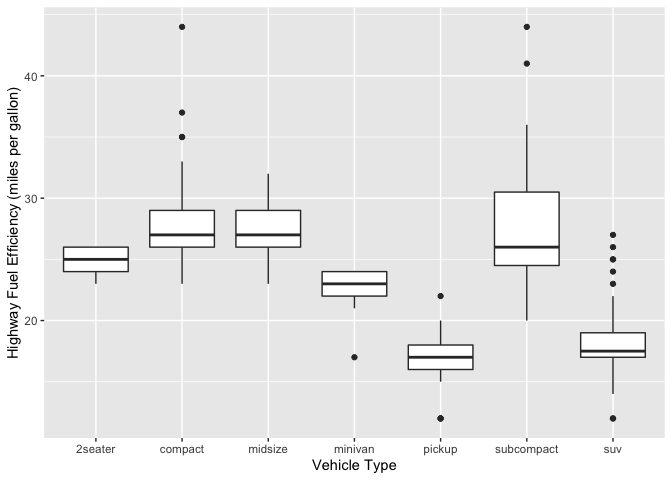 Highway Fuel Efficiency (miles per gallon)
40
30
20
2seater compact midsize minivan pickup subcompact suv
Vehicle Type